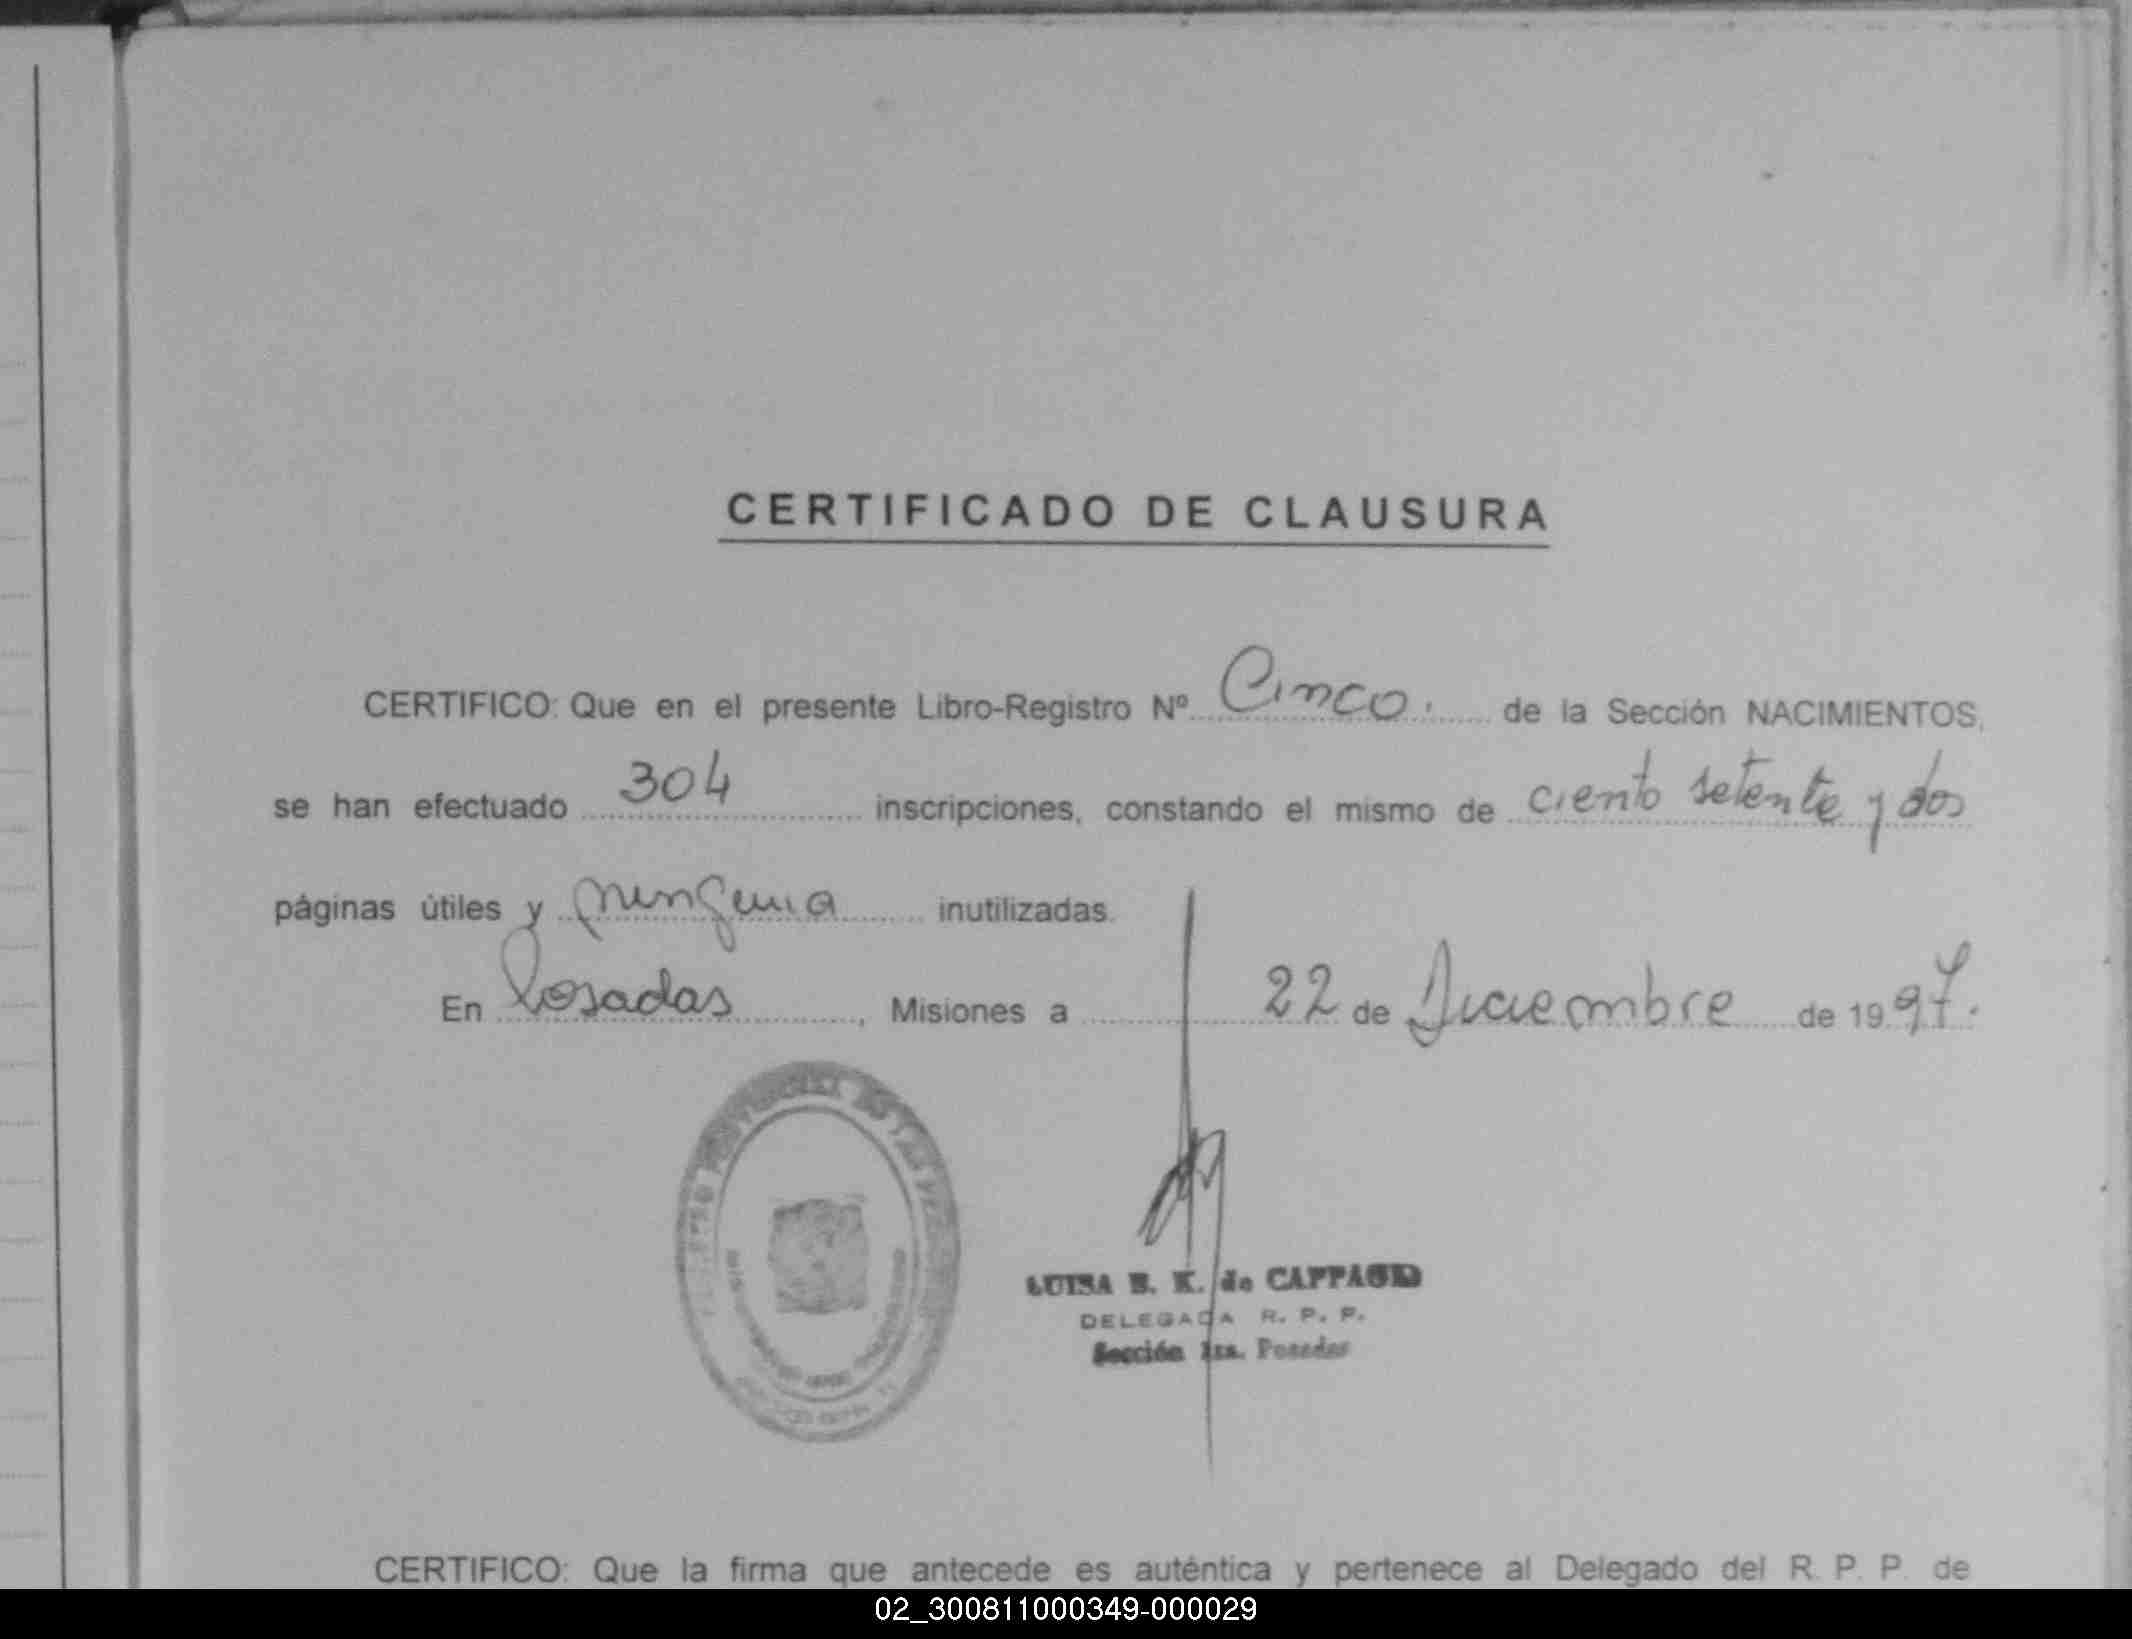 CERTIFICADO DE CLAUSURA
CERTIFICO: Que en el presente Libro-Registro Nº Cinco. de la Sección NACIMIENTOS,
se han efectuado 304 inscripciones, constando el mismo de ciento setenta y dos
páginas útiles y ninguna inutilizadas.
En Posadas, Misiones a 22 de Diciembre de 1997.
LUISA E. K. de
DELEGADA R. P. P.
Sección 1ra. Posadas
CERTIFICO: Que la firma que antecede es auténtica y pertenece al Delegado del R. P. P. de
02_300811000349-000029